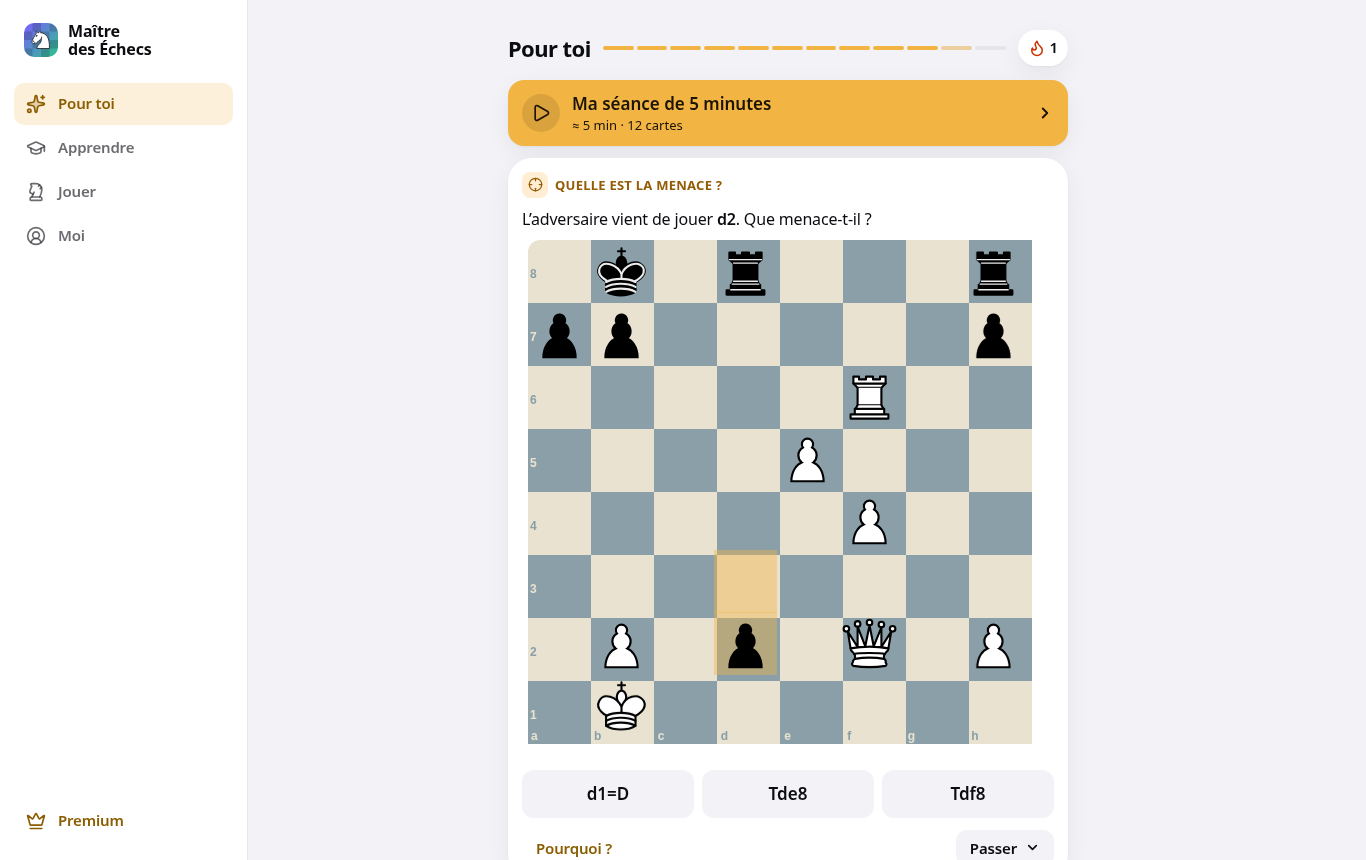 Maître
des Échecs
Pour toi
Apprendre
Jouer
Moi
Premium
Pour toi
1
Ma séance de 5 minutes
≈ 5 min · 12 cartes
QUELLE EST LA MENACE ?
L’adversaire vient de jouer d2. Que menace-t-il ?
8
7
6
5
4
3
2
1
a b c d e f g h
d1=D Tde8 Tdf8
Pourquoi ? Passer